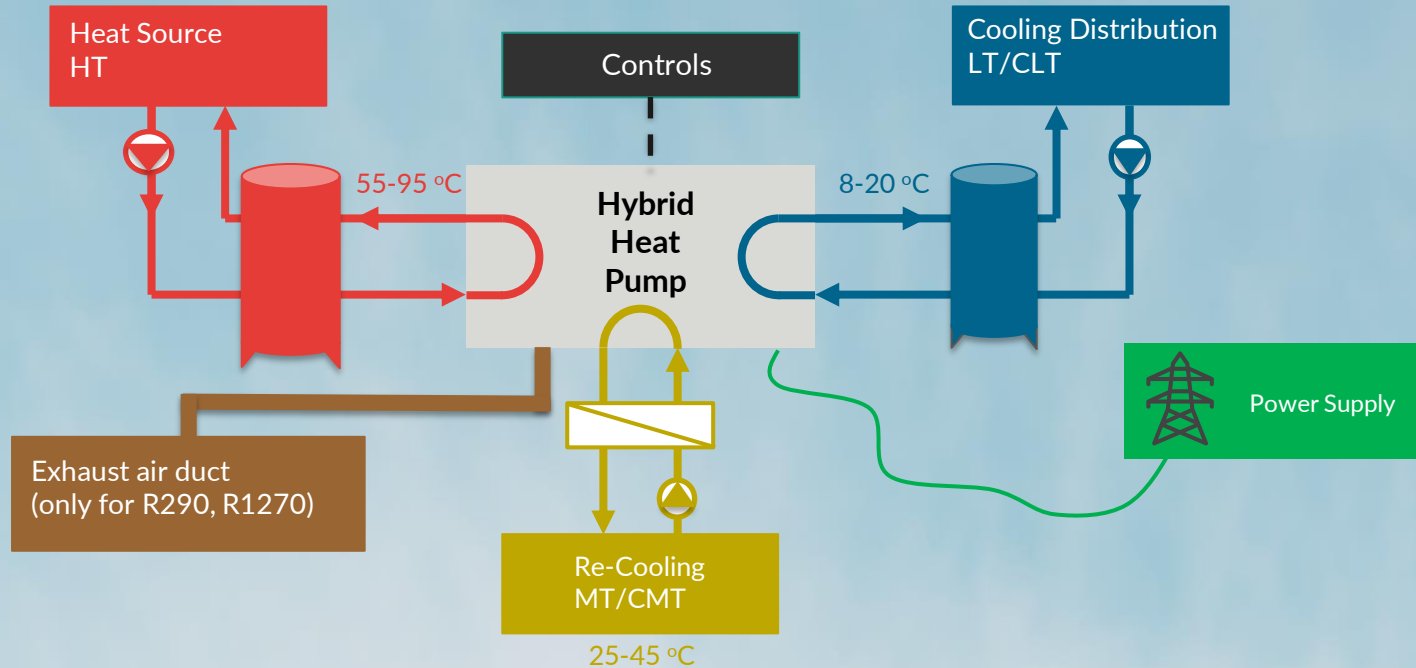 Heat Source
HT
Controls
Cooling Distribution
LT/CLT
55-95 °C
8-20 °C
Hybrid
Heat
Pump
Power Supply
Exhaust air duct
(only for R290, R1270)
Re-Cooling
MT/CMT
25-45 °C